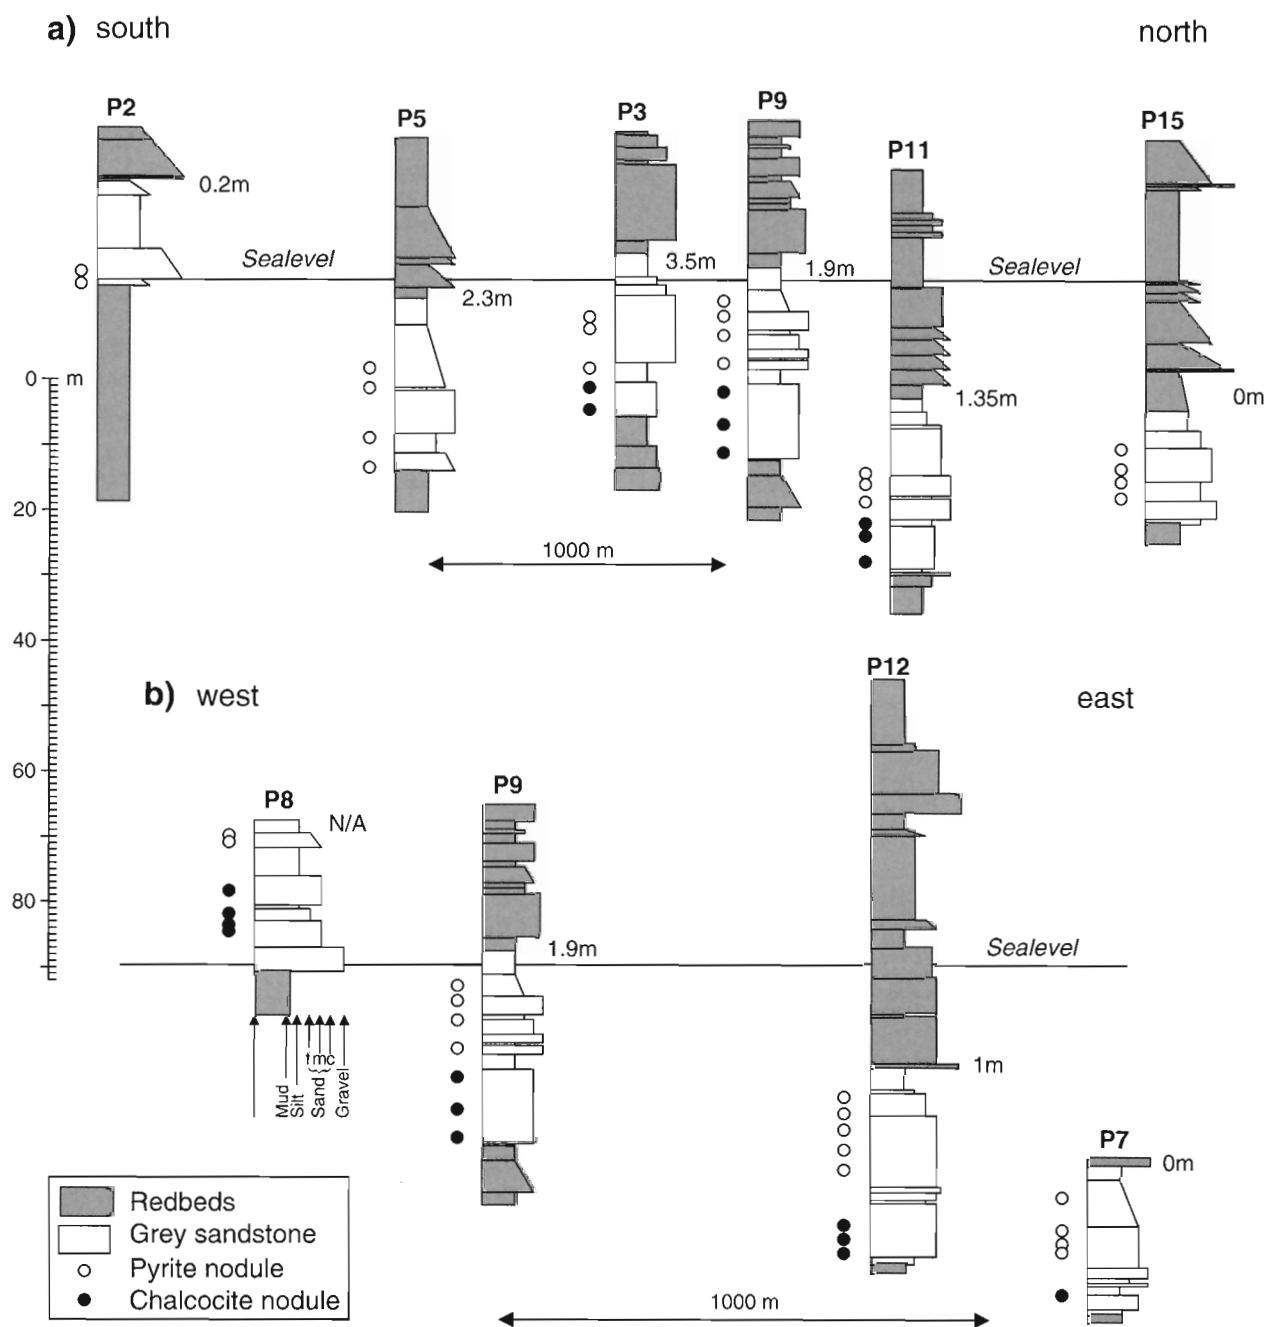 a) south
north
P2
P5
P3
P9
P11
P15
0.2m
Sealevel
3.5m
1.9m
Sealevel
2.3m
0 m
1.35m
0m
20
1000 m
40
b) west
P12
east
60
P9
P8
N/A
80
1.9m
Sealevel
f m c
Mud
Silt
Sand
Gravel
1m
P7
0m
Redbeds
Grey sandstone
Pyrite nodule
Chalcocite nodule
1000 m